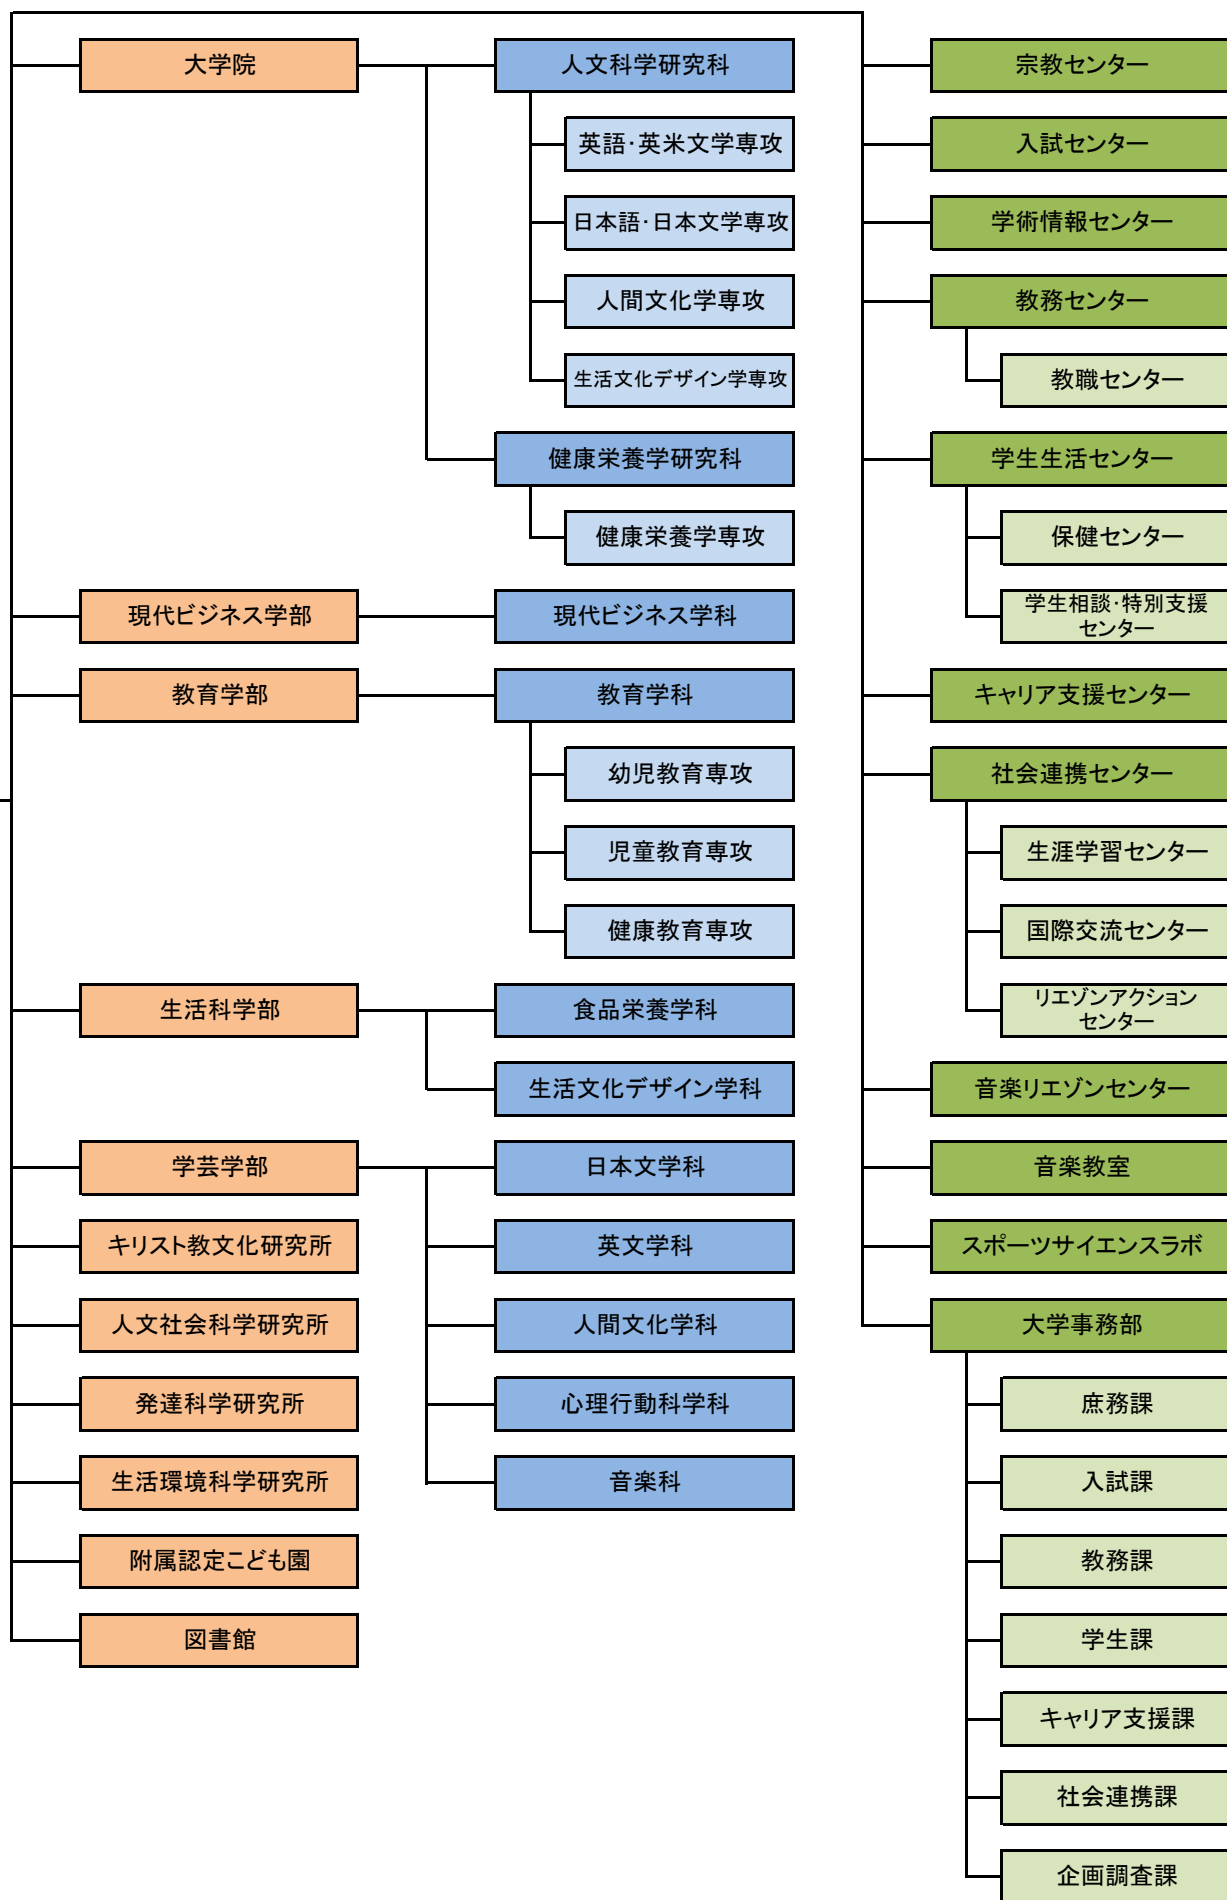 大学院
人文科学研究科
英語・英米文学専攻
日本語・日本文学専攻
人間文化学専攻
生活文化デザイン学専攻
健康栄養学研究科
健康栄養学専攻
現代ビジネス学部
現代ビジネス学科
教育学部
教育学科
幼児教育専攻
児童教育専攻
健康教育専攻
生活科学部
食品栄養学科
生活文化デザイン学科
学芸学部
日本文学科
英文学科
人間文化学科
心理行動科学科
音楽科
キリスト教文化研究所
人文社会科学研究所
発達科学研究所
生活環境科学研究所
附属認定こども園
図書館
宗教センター
入試センター
学術情報センター
教務センター
教職センター
学生生活センター
保健センター
学生相談・特別支援
センター
キャリア支援センター
社会連携センター
生涯学習センター
国際交流センター
リエゾンアクション
センター
音楽リエゾンセンター
音楽教室
スポーツサイエンスラボ
大学事務部
庶務課
入試課
教務課
学生課
キャリア支援課
社会連携課
企画調査課